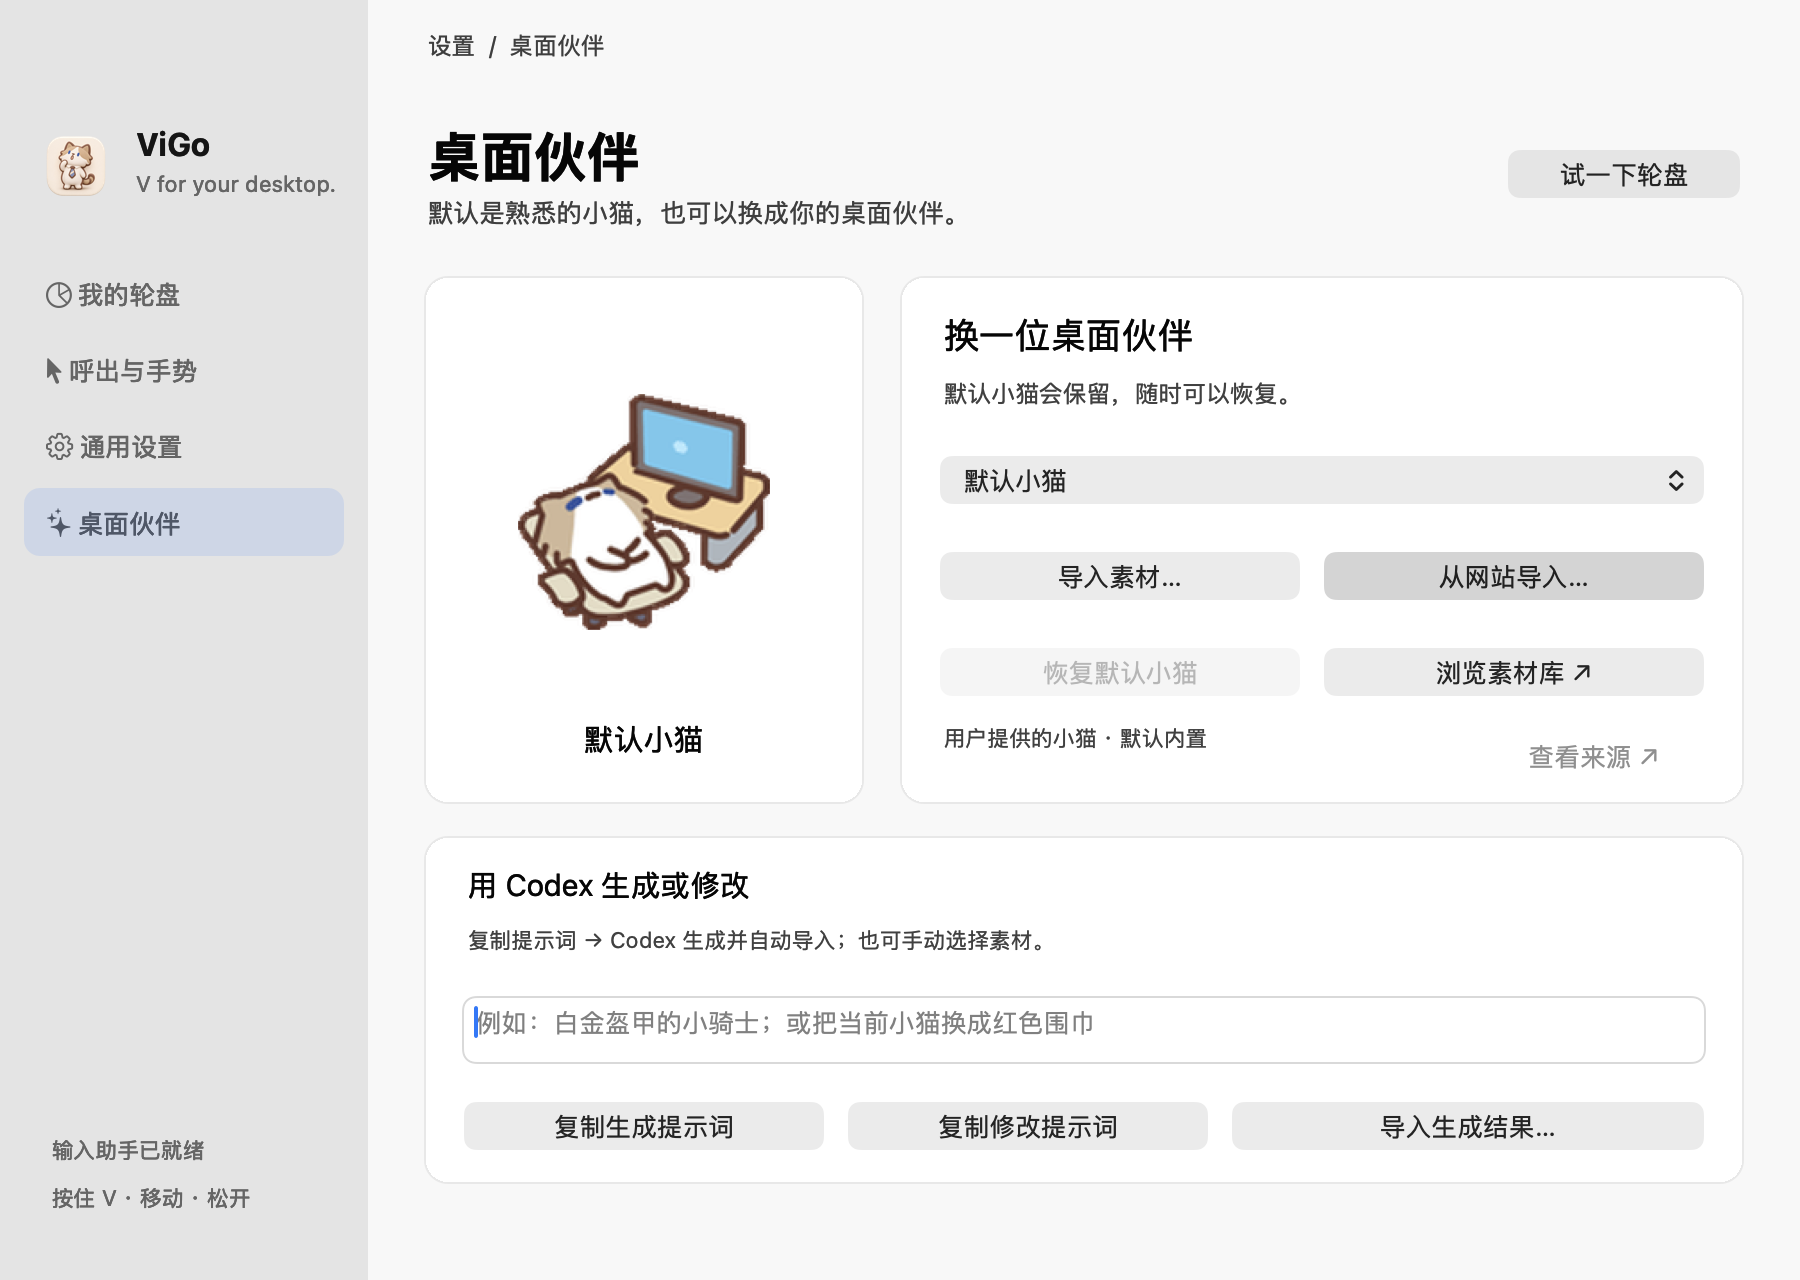 设置 / 桌面伙伴
ViGo
V for your desktop.
我的轮盘
呼出与手势
通用设置
桌面伙伴
输入助手已就绪
按住 V · 移动 · 松开
桌面伙伴
默认是熟悉的小猫，也可以换成你的桌面伙伴。
试一下轮盘
默认小猫
换一位桌面伙伴
默认小猫会保留，随时可以恢复。
默认小猫
导入素材...
从网站导入...
恢复默认小猫
浏览素材库 ↗
用户提供的小猫 · 默认内置
查看来源 ↗
用 Codex 生成或修改
复制提示词 → Codex 生成并自动导入；也可手动选择素材。
例如：白金盔甲的小骑士；或把当前小猫换成红色围巾
复制生成提示词
复制修改提示词
导入生成结果...